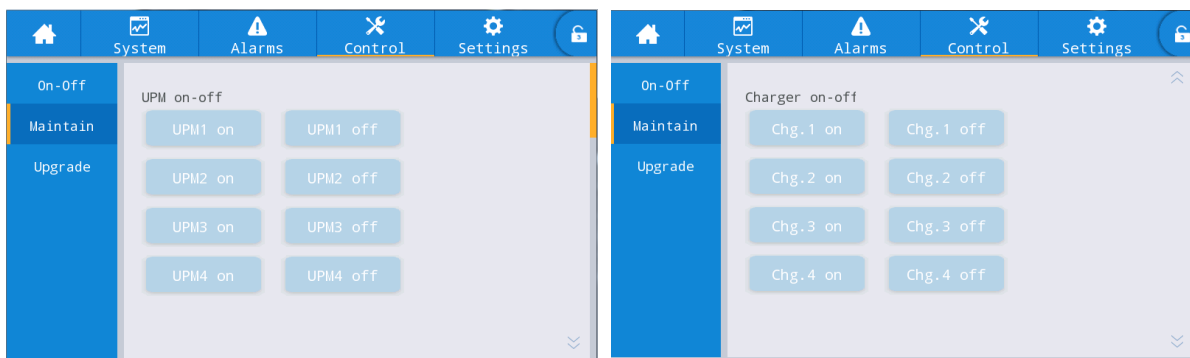 System Alarms Control Settings
On-Off
Maintain
Upgrade
UPM on-off
UPM1 on UPM1 off
UPM2 on UPM2 off
UPM3 on UPM3 off
UPM4 on UPM4 off
System Alarms Control Settings
On-Off
Maintain
Upgrade
Charger on-off
Chg.1 on Chg.1 off
Chg.2 on Chg.2 off
Chg.3 on Chg.3 off
Chg.4 on Chg.4 off